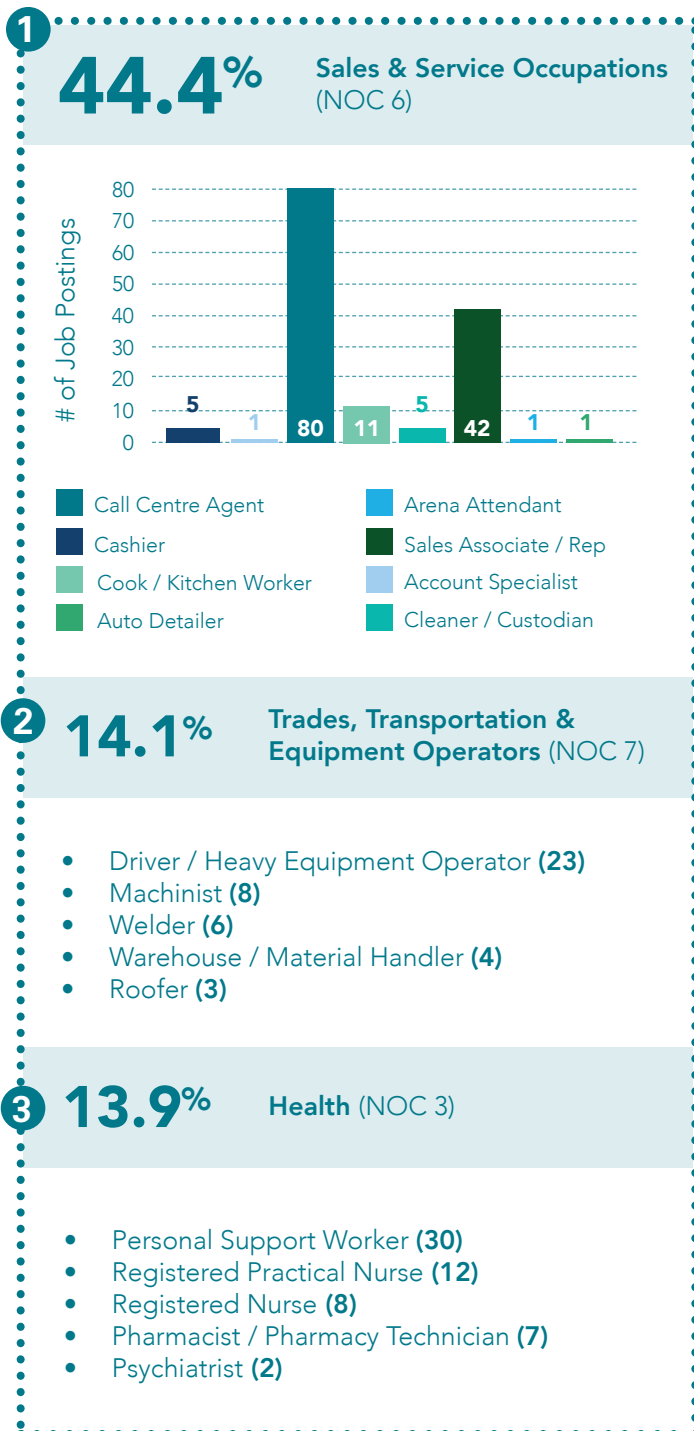 1
44.4%
Sales & Service Occupations
(NOC 6)
# of Job Postings
80
70
60
50
40
30
20
10
0
5
1
80
11
5
42
1
1
Call Centre Agent
Cashier
Cook / Kitchen Worker
Auto Detailer
Arena Attendant
Sales Associate / Rep
Account Specialist
Cleaner / Custodian
2
14.1%
Trades, Transportation &
Equipment Operators (NOC 7)
• Driver / Heavy Equipment Operator (23)
• Machinist (8)
• Welder (6)
• Warehouse / Material Handler (4)
• Roofer (3)
3
13.9%
Health (NOC 3)
• Personal Support Worker (30)
• Registered Practical Nurse (12)
• Registered Nurse (8)
• Pharmacist / Pharmacy Technician (7)
• Psychiatrist (2)